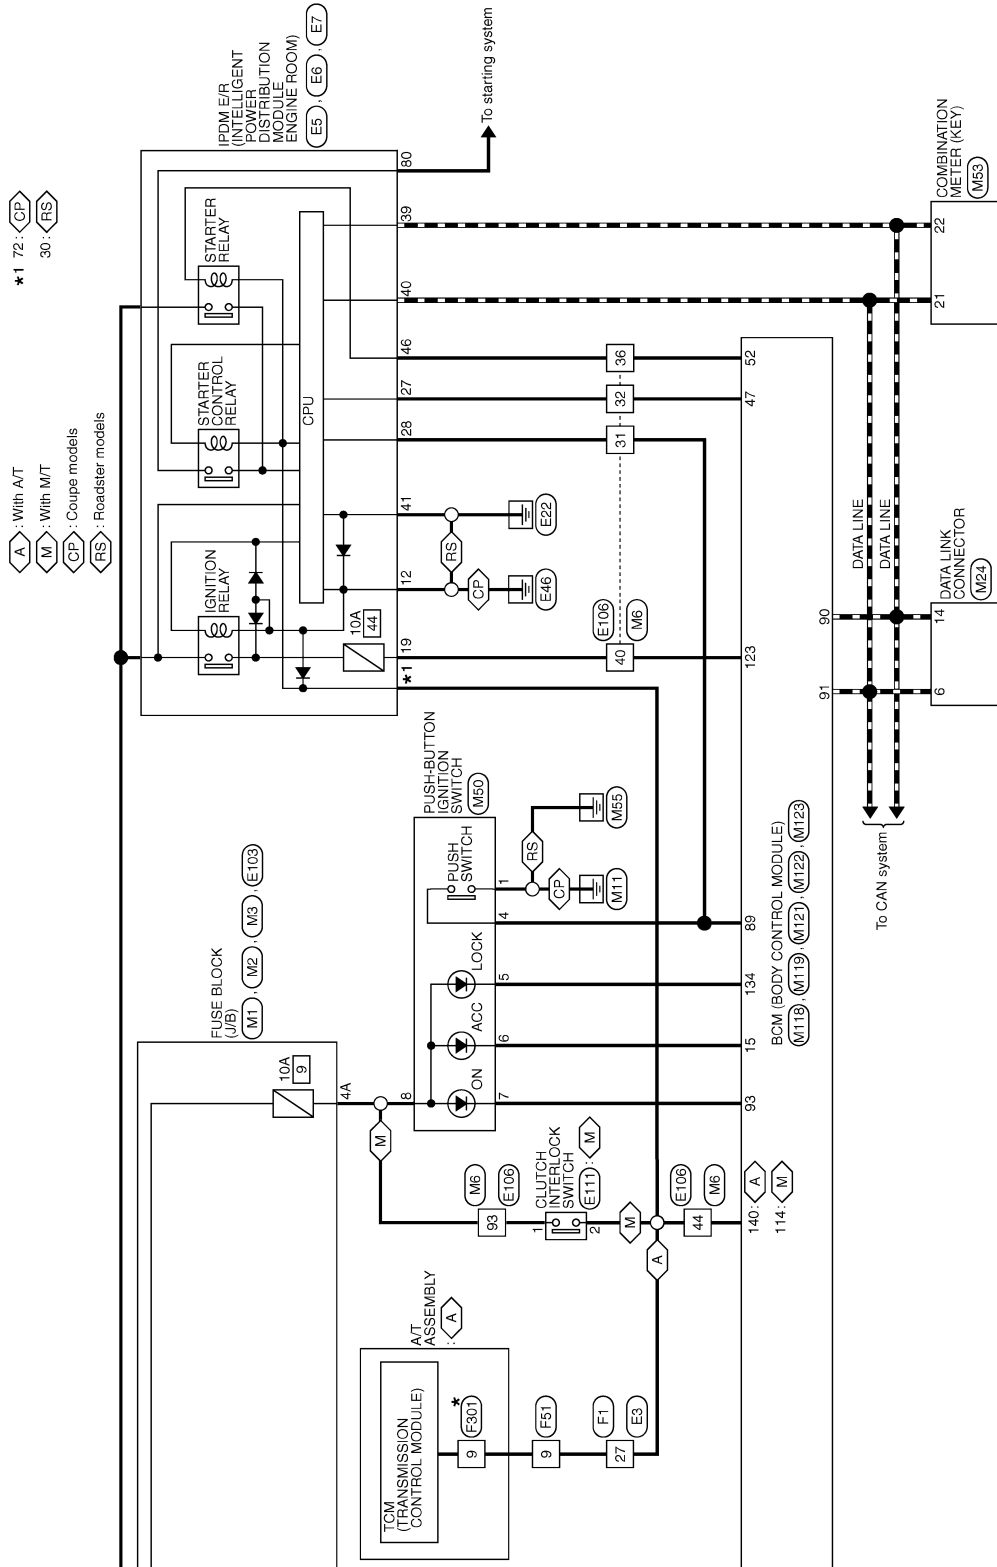 A : With A/T
M : With M/T
CP : Coupe models
RS : Roadster models
*1 72 : CP
30 : RS
FUSE BLOCK
(J/B)
M1 , M2 , M3 , E103
10A
9
4A
IPDM E/R
(INTELLIGENT
POWER
DISTRIBUTION
MODULE
ENGINE ROOM)
E5 , E6 , E7
IGNITION
RELAY
STARTER
CONTROL
RELAY
STARTER
RELAY
CPU
10A
44
*1
19
12
41
28
27
46
40
39
80
To starting system
RS
CP
E46
E22
TCM
(TRANSMISSION
CONTROL MODULE)
A/T
ASSEMBLY
: A
9
F301
*
9
F51
27
F1
E3
M
93
M6
E106
1
2
CLUTCH
INTERLOCK
SWITCH
E111 : M
M
A
44
E106
M6
8
ON
ACC
LOCK
PUSH
SWITCH
PUSH-BUTTON
IGNITION
SWITCH
M50
7
6
5
4
1
CP
RS
M11
M55
40
E106
M6
31
32
36
140 : A
114 : M
93
15
134
89
123
47
52
BCM (BODY CONTROL MODULE)
M118 , M119 , M121 , M122 , M123
91
90
To CAN system
DATA LINE
DATA LINE
6
14
DATA LINK
CONNECTOR
M24
21
22
COMBINATION
METER (KEY)
M53